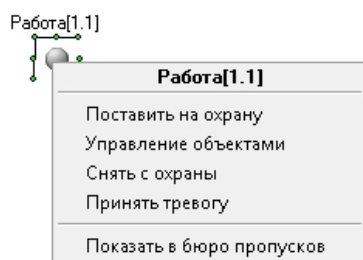 Работа[1.1]
Работа[1.1]
Поставить на охрану
Управление объектами
Снять с охраны
Принять тревогу
Показать в бюро пропусков